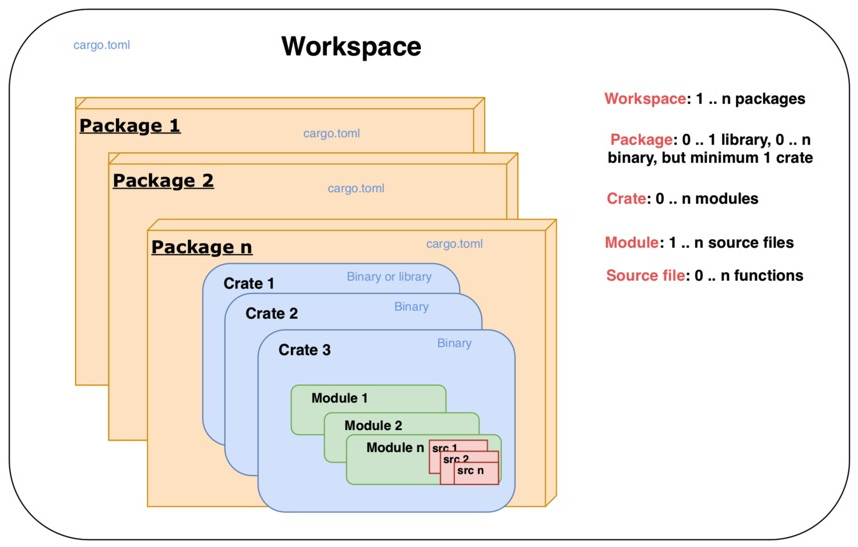 cargo.toml
Workspace
Package 1
cargo.toml
Package 2
cargo.toml
Package n
cargo.toml
Crate 1
Binary or library
Crate 2
Binary
Crate 3
Binary
Module 1
Module 2
Module n
src 1
src 2
src n
Workspace: 1 .. n packages
Package: 0 .. 1 library, 0 .. n
binary, but minimum 1 crate
Crate: 0 .. n modules
Module: 1 .. n source files
Source file: 0 .. n functions